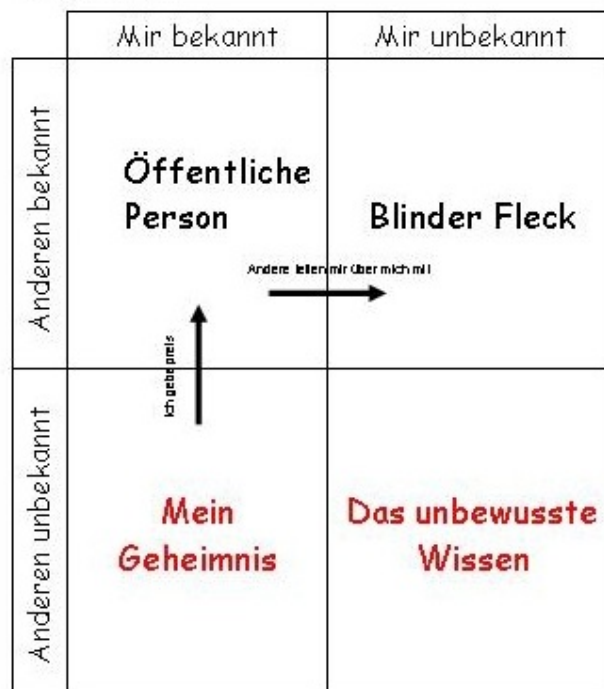 Mir bekannt
Mir unbekannt
Anderen bekannt
Öffentliche
Person
Blinder Fleck
Andere teilen mir über mich mit
Ich gebe preis
Anderen unbekannt
Mein
Geheimnis
Das unbewusste
Wissen